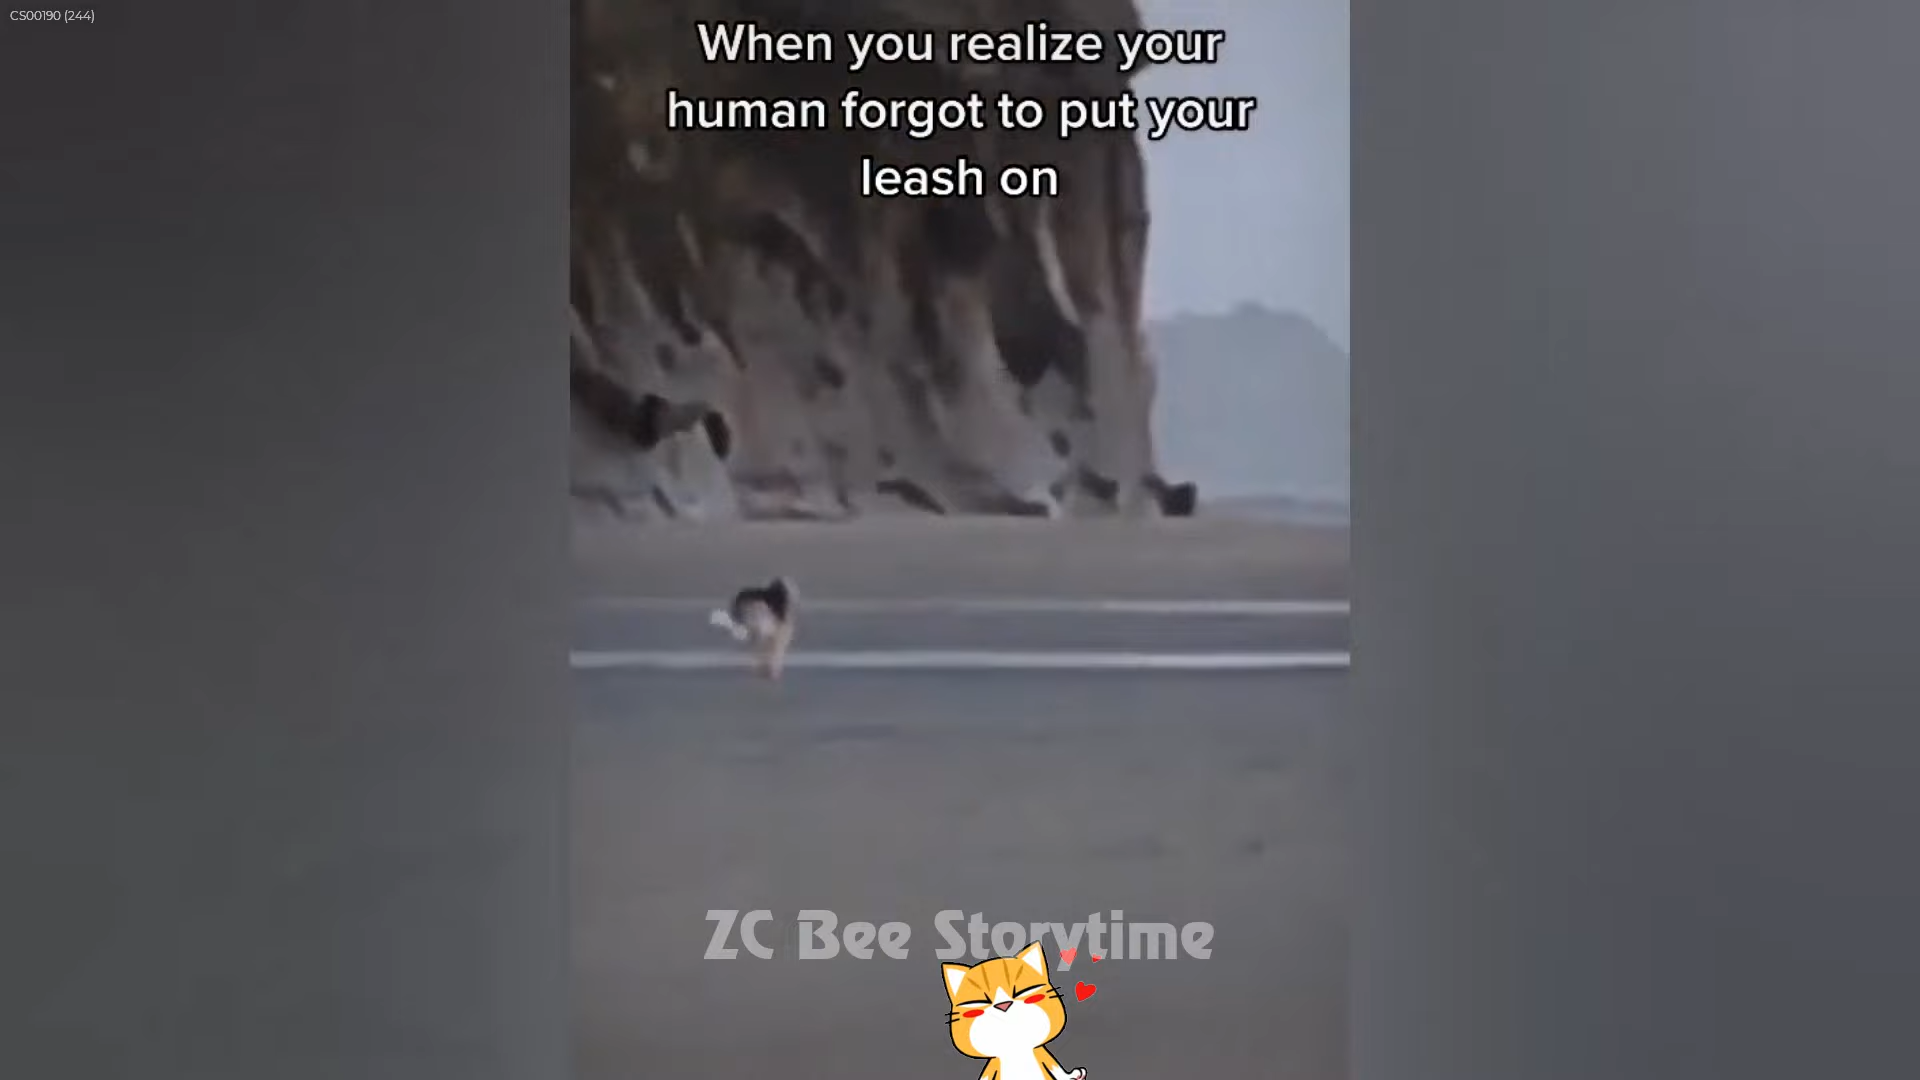 CS00190 (244)
When you realize your
human forgot to put your
leash on
ZC Bee Storytime